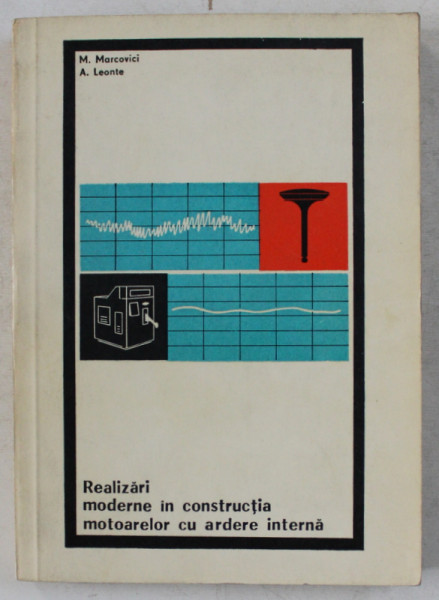 M. Marcovici
A. Leonte
Realizări
moderne în construcția
motoarelor cu ardere internă